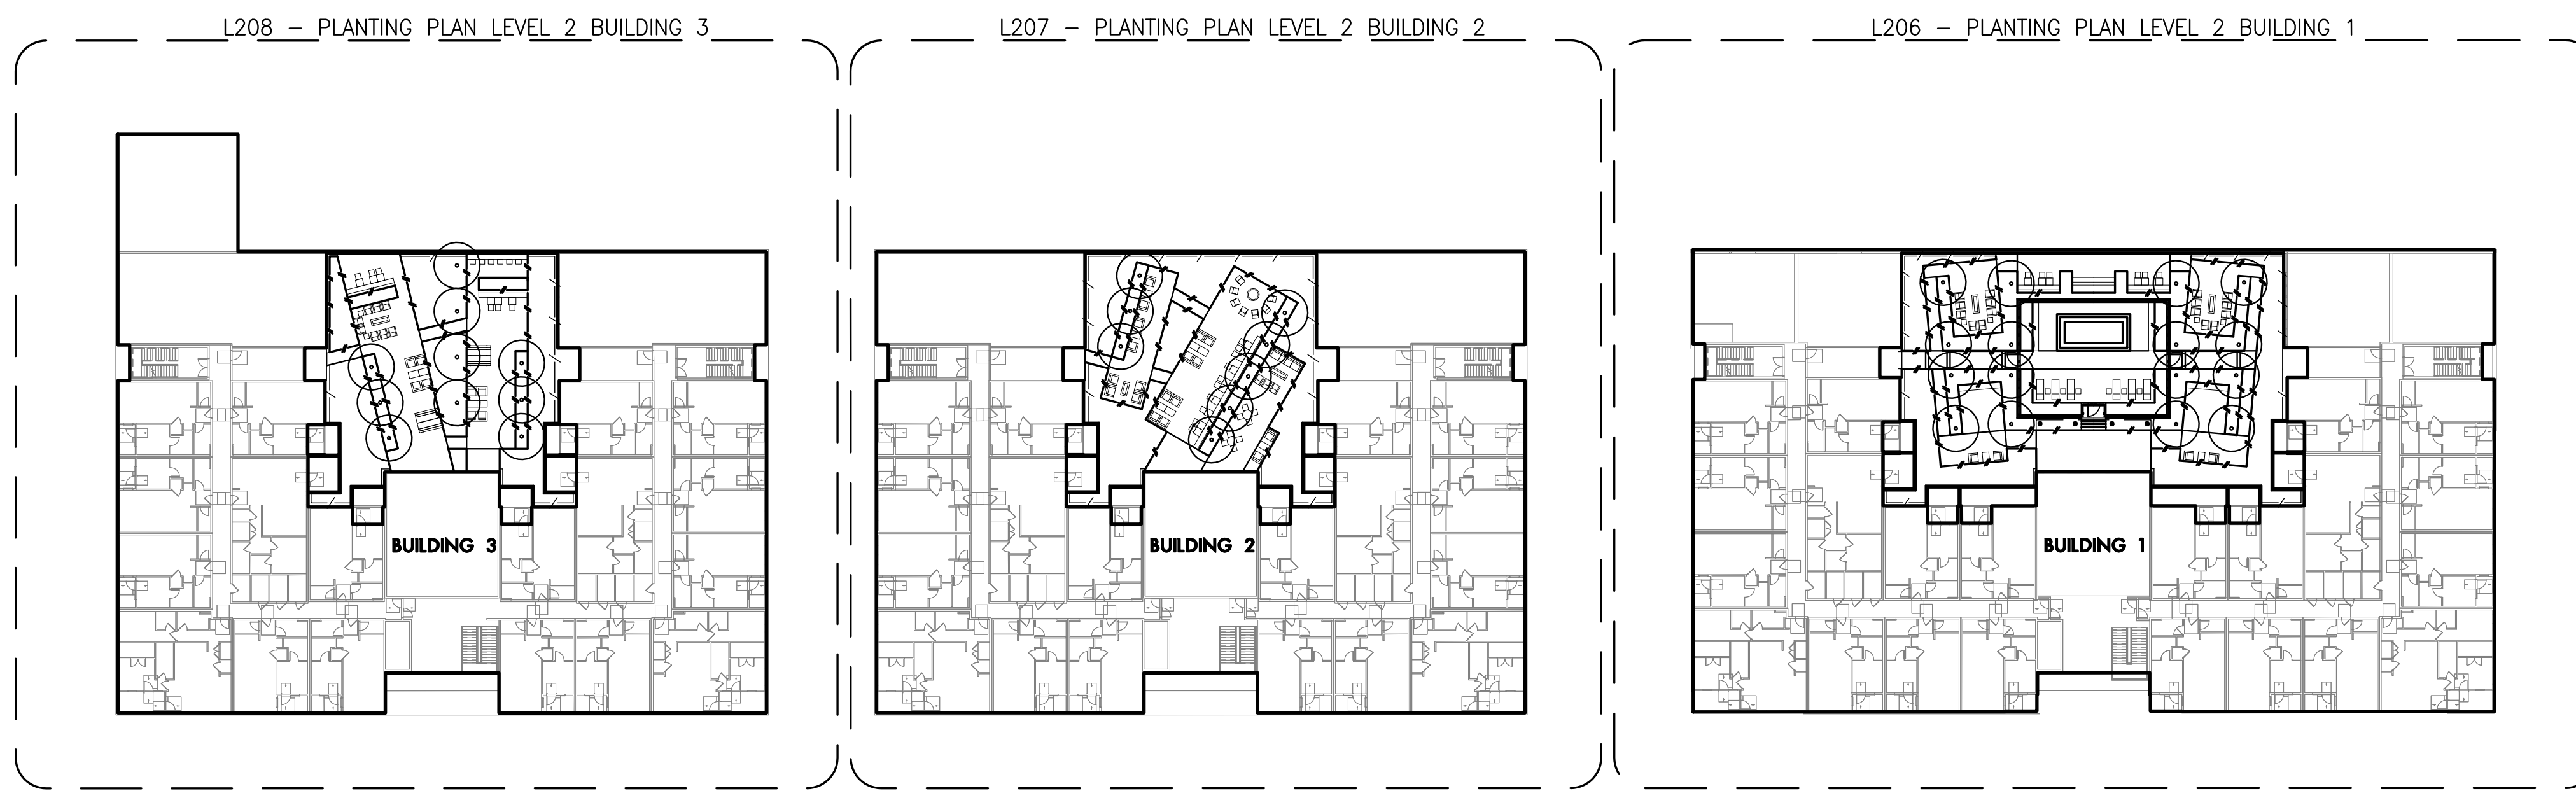 L208 – PLANTING PLAN LEVEL 2 BUILDING 3
L207 – PLANTING PLAN LEVEL 2 BUILDING 2
L206 – PLANTING PLAN LEVEL 2 BUILDING 1
BUILDING 3
BUILDING 2
BUILDING 1